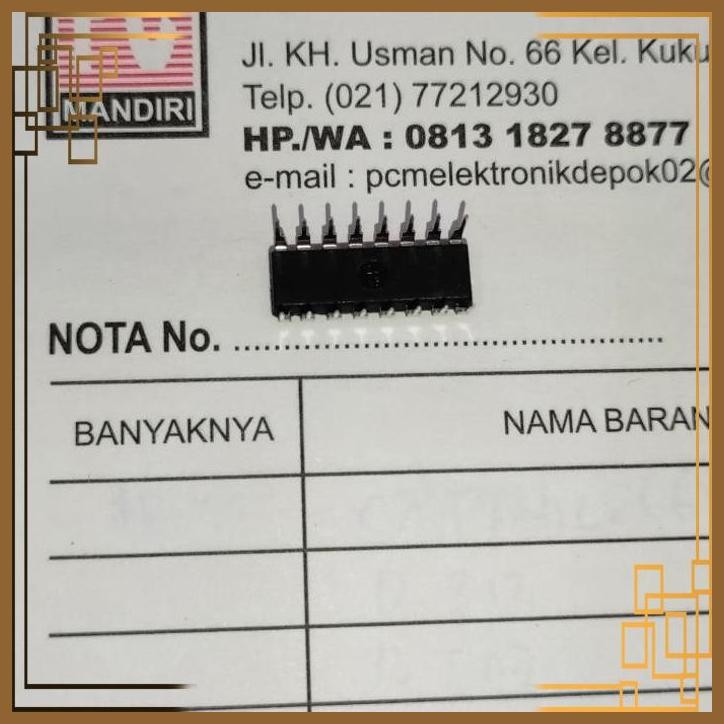 MANDIRI
Jl. KH. Usman No. 66 Kel. Kuku
Telp. (021) 77212930
HP./WA : 0813 1827 8877
e-mail : pcmelektronikdepok02@
NOTA No. ............................................
BANYAKNYA
NAMA BARAN